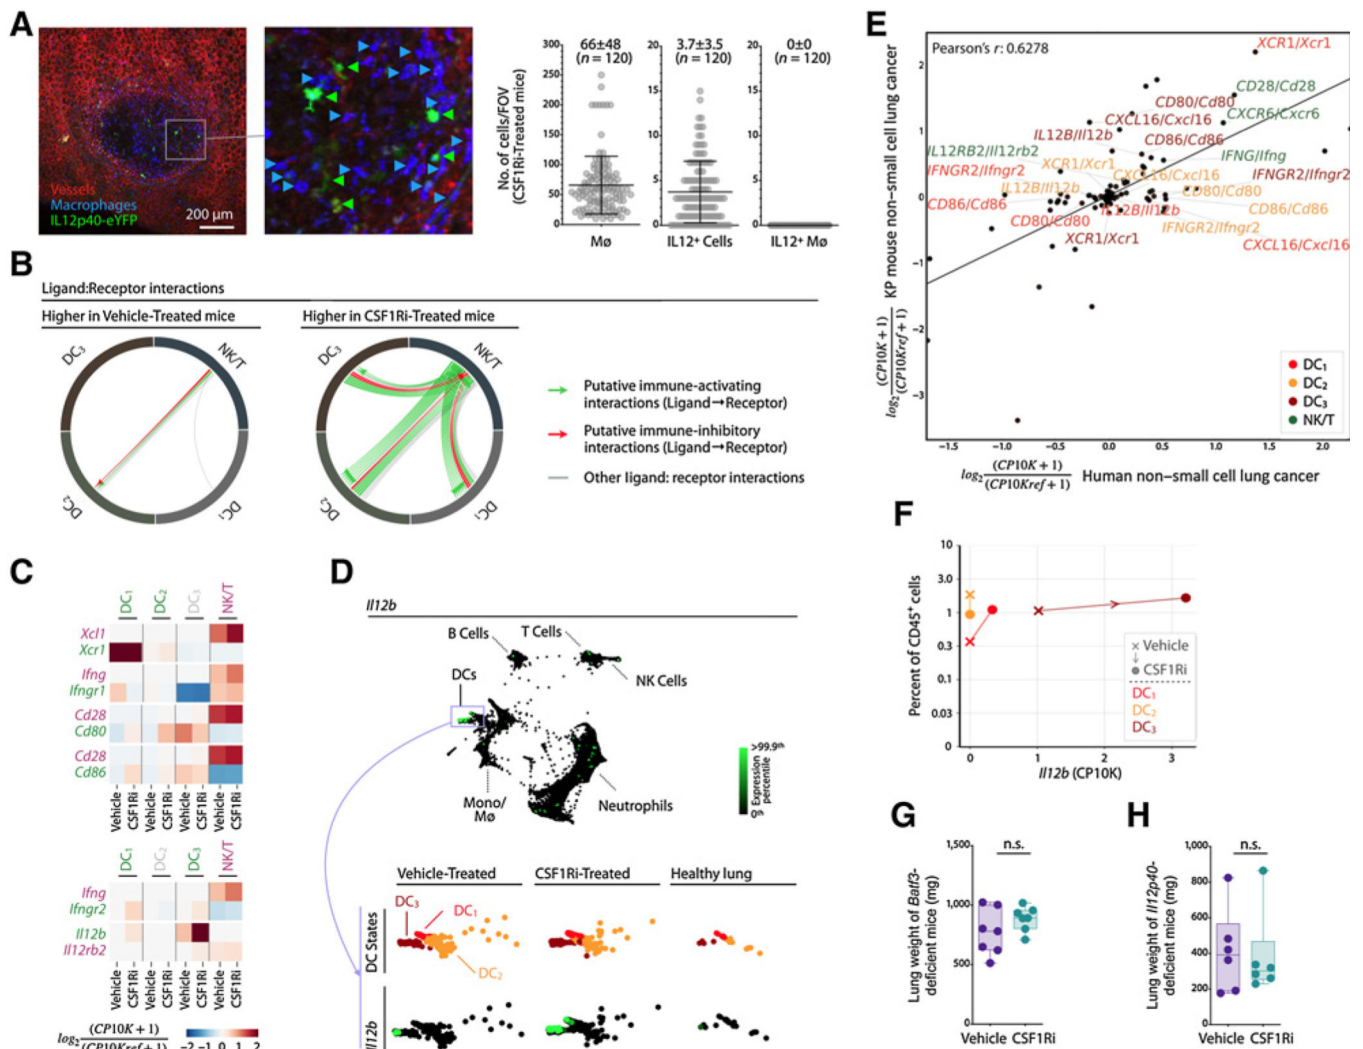 A
Vessels
Macrophages
IL12p40-eYFP
200 µm
No. of cells/FOV
(CSF1Ri-Treated mice)
66±48
(n = 120)
3.7±3.5
(n = 120)
0±0
(n = 120)
300
250
200
150
100
50
0
20
15
10
5
0
20
15
10
5
0
Mø
IL12+ Cells
IL12+ Mø
B
Ligand:Receptor interactions
Higher in Vehicle-Treated mice
Higher in CSF1Ri-Treated mice
DC3
NK/T
DC2
DC1
DC3
NK/T
DC2
DC1
Putative immune-activating
interactions (Ligand→Receptor)
Putative immune-inhibitory
interactions (Ligand→Receptor)
Other ligand: receptor interactions
C
DC1
DC2
DC3
NK/T
Xcl1
Xcr1
Ifng
Ifngr1
Cd28
Cd80
Cd28
Cd86
Vehicle
CSF1Ri
Vehicle
CSF1Ri
Vehicle
CSF1Ri
Vehicle
CSF1Ri
DC1
DC2
DC3
NK/T
Ifng
Ifngr2
Il12b
Il12rb2
Vehicle
CSF1Ri
Vehicle
CSF1Ri
Vehicle
CSF1Ri
Vehicle
CSF1Ri
log2 (CP10K + 1)
(CP10Kref + 1)
−2 −1 0 1 2
D
Il12b
B Cells
T Cells
NK Cells
DCs
Mono/
Mø
Neutrophils
>99.9th
Expression
percentile
0th
Vehicle-Treated
CSF1Ri-Treated
Healthy lung
DC States
DC3
DC1
DC2
Il12b
E
Pearson's r: 0.6278
XCR1/Xcr1
CD28/Cd28
CD80/Cd80
CXCR6/Cxcr6
CXCL16/Cxcl16
IL12B/Il12b
CD86/Cd86
IL12RB2/Il12rb2
IFNG/Ifng
XCR1/Xcr1
IFNGR2/Ifngr2
CXCL16/Cxcl16
IFNGR2/Ifngr2
IL12B/Il12b
CD80/Cd80
CD86/Cd86
IL12B/Il12b
CD86/Cd86
CD80/Cd80
IFNGR2/Ifngr2
XCR1/Xcr1
CXCL16/Cxcl16
2
1
0
−1
−2
−3
log2 (CP10K + 1)
(CP10Kref + 1) KP mouse non−small cell lung cancer
DC1
DC2
DC3
NK/T
−1.5 −1.0 −0.5 0.0 0.5 1.0 1.5 2.0
log2 (CP10K + 1)
(CP10Kref + 1) Human non−small cell lung cancer
F
Percent of CD45+ cells
10
3.0
1
0.3
0.1
0.03
0
× Vehicle
↓
CSF1Ri
DC1
DC2
DC3
0 1 2 3
Il12b (CP10K)
G
Lung weight of Batf3-
deficient mice (mg)
n.s.
1,500
1,000
500
0
Vehicle CSF1Ri
H
Lung weight of Il12p40-
deficient mice (mg)
n.s.
1,000
800
600
400
200
0
Vehicle CSF1Ri